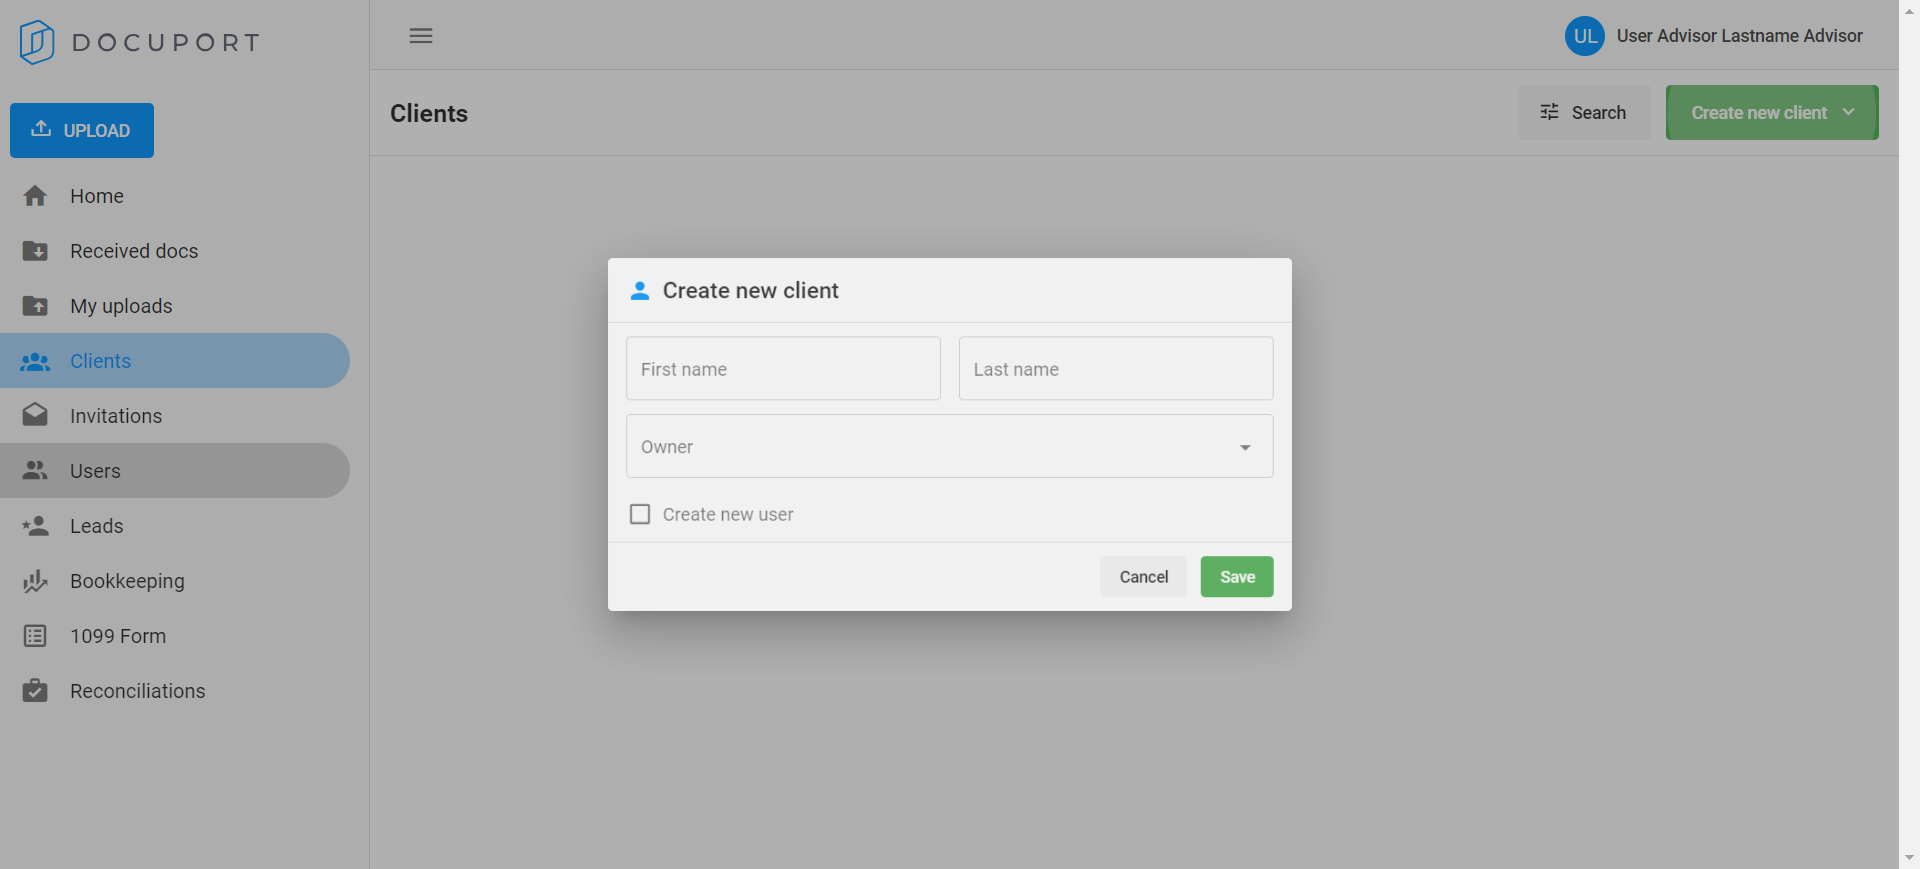 DOCUPORT
UL User Advisor Lastname Advisor
UPLOAD
Home
Received docs
My uploads
Clients
Invitations
Users
Leads
Bookkeeping
1099 Form
Reconciliations
Clients
Search
Create new client
Create new client
First name
Last name
Owner
Create new user
Cancel
Save